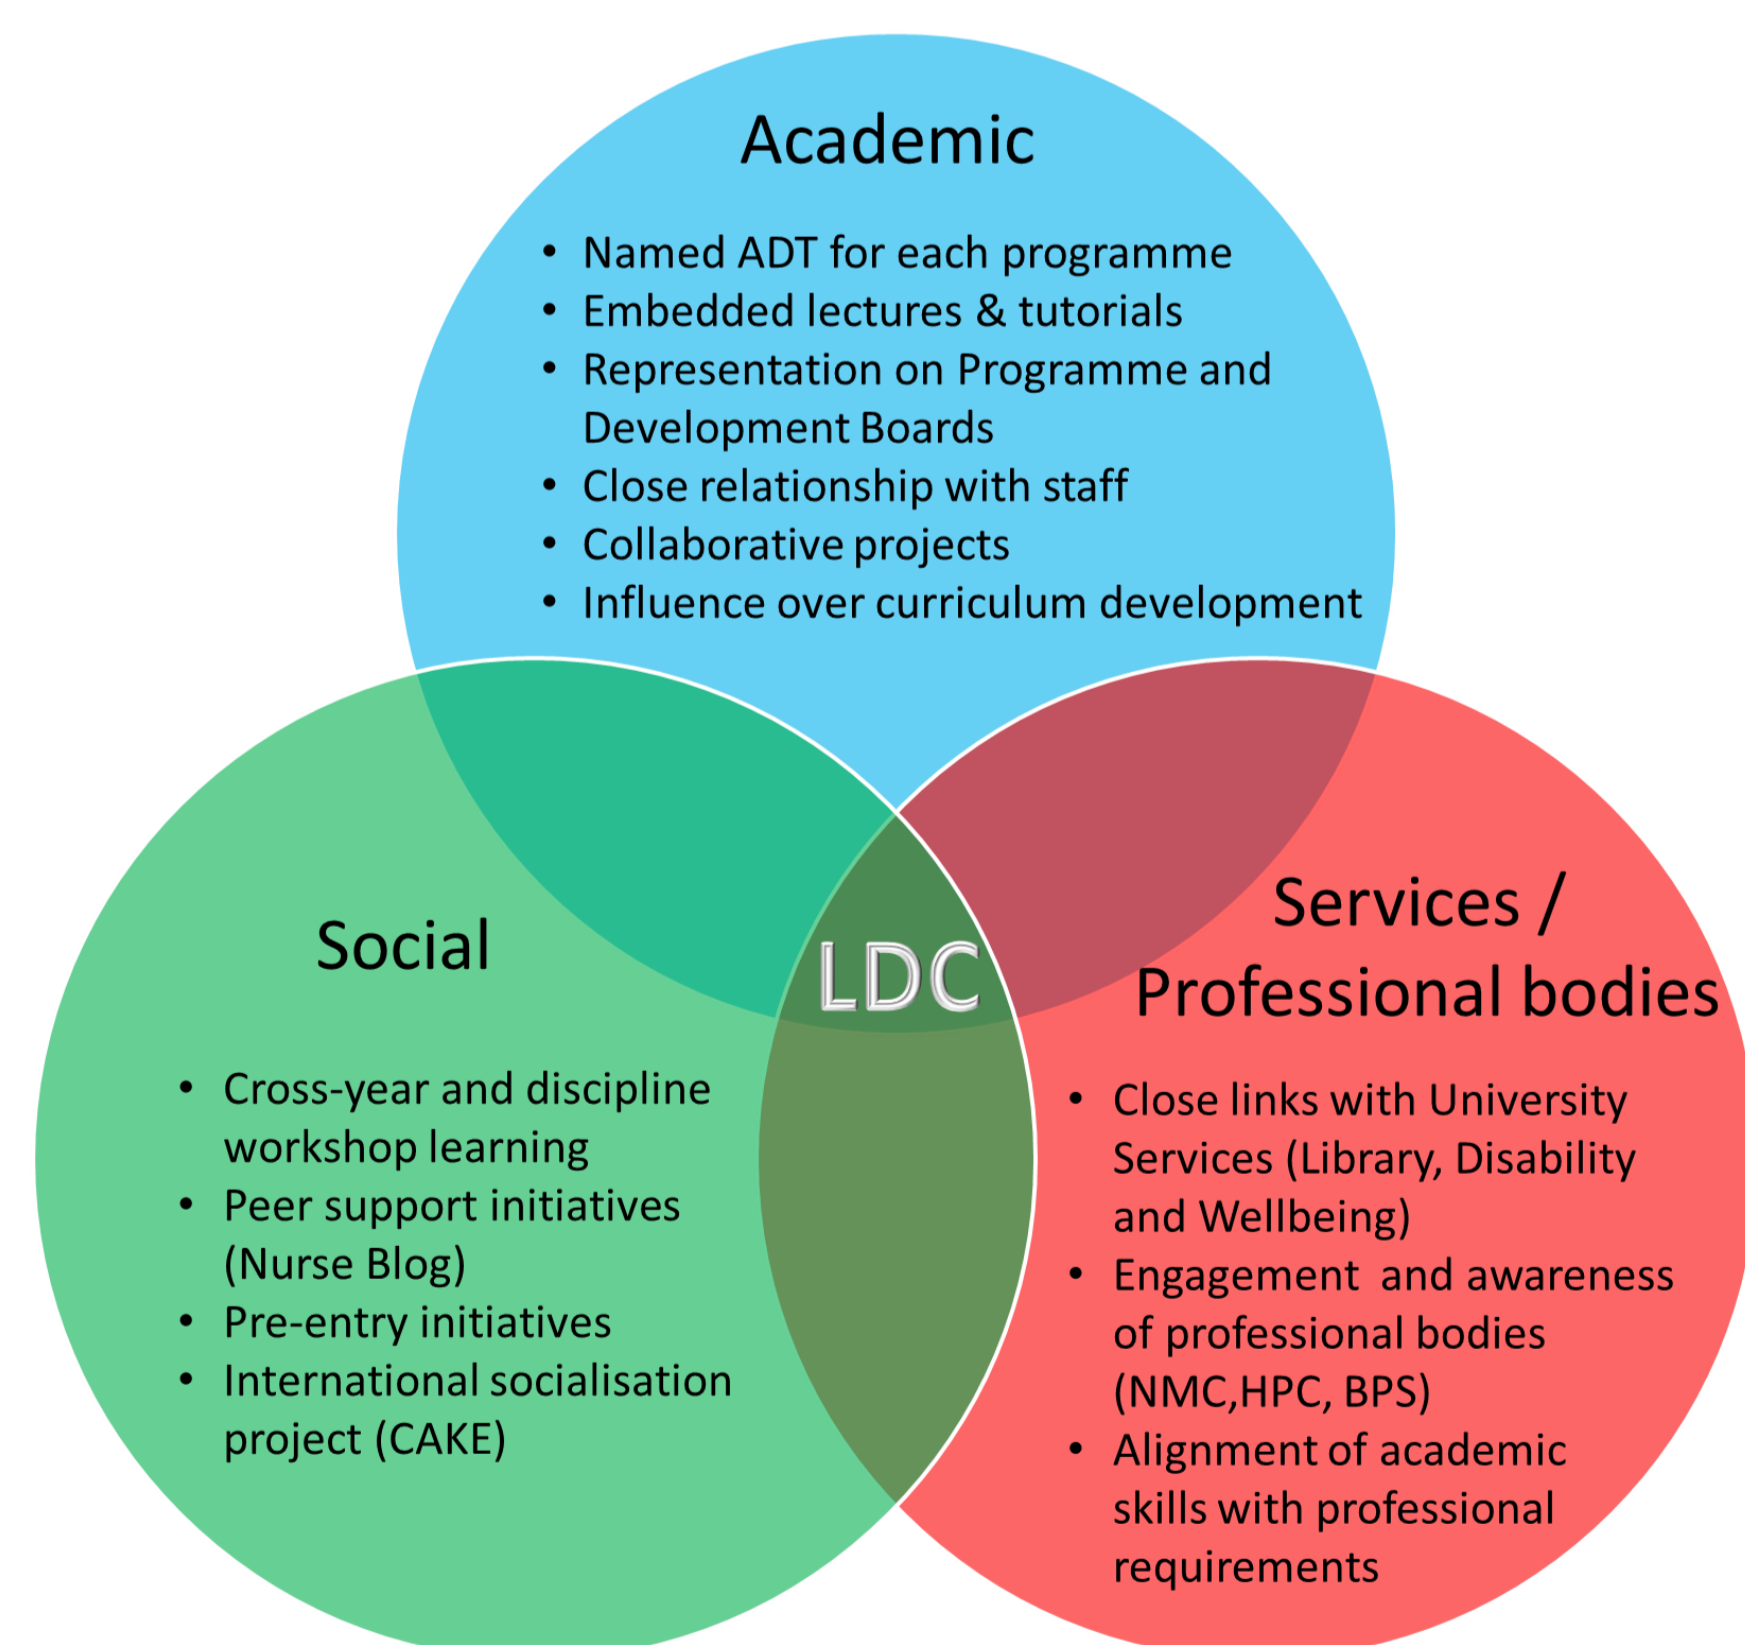 Academic
• Named ADT for each programme
• Embedded lectures & tutorials
• Representation on Programme and
Development Boards
• Close relationship with staff
• Collaborative projects
• Influence over curriculum development
LDC
Social
• Cross-year and discipline
workshop learning
• Peer support initiatives
(Nurse Blog)
• Pre-entry initiatives
• International socialisation
project (CAKE)
Services /
Professional bodies
• Close links with University
Services (Library, Disability
and Wellbeing)
• Engagement and awareness
of professional bodies
(NMC,HPC, BPS)
• Alignment of academic
skills with professional
requirements